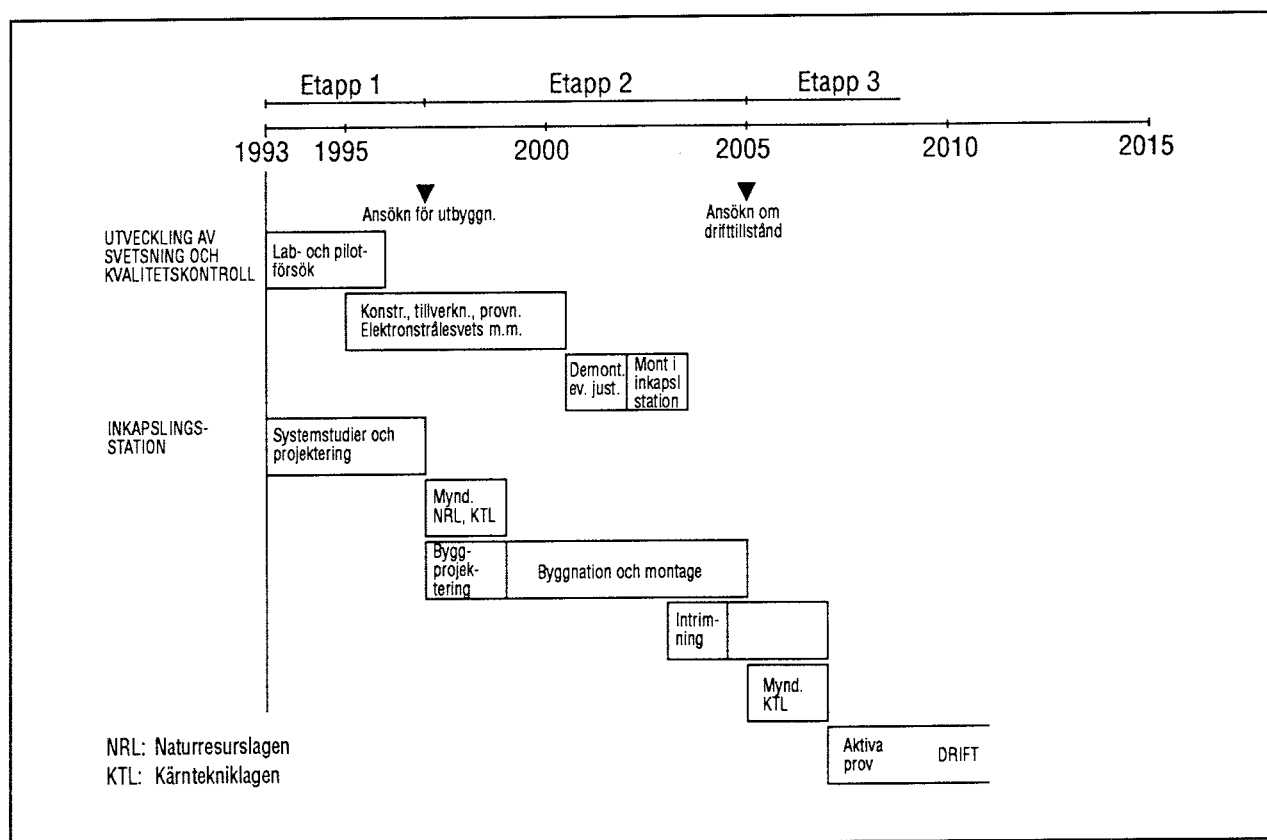 Etapp 1
Etapp 2
Etapp 3
1993
1995
2000
2005
2010
2015
Ansökn för utbyggn.
Ansökn om
drifttillstånd
UTVECKLING AV
SVETSNING OCH
KVALITETSKONTROLL
Lab- och pilot-
försök
Konstr., tillverkn., provn.
Elektronstrålesvets m.m.
Demont.
ev. just.
Mont i
inkapsl
station
INKAPSLINGS-
STATION
Systemstudier och
projektering
Mynd.
NRL, KTL
Bygg-
projek-
tering
Byggnation och montage
Intrim-
ning
Mynd.
KTL
Aktiva
prov
DRIFT
NRL: Naturresurslagen
KTL: Kärntekniklagen